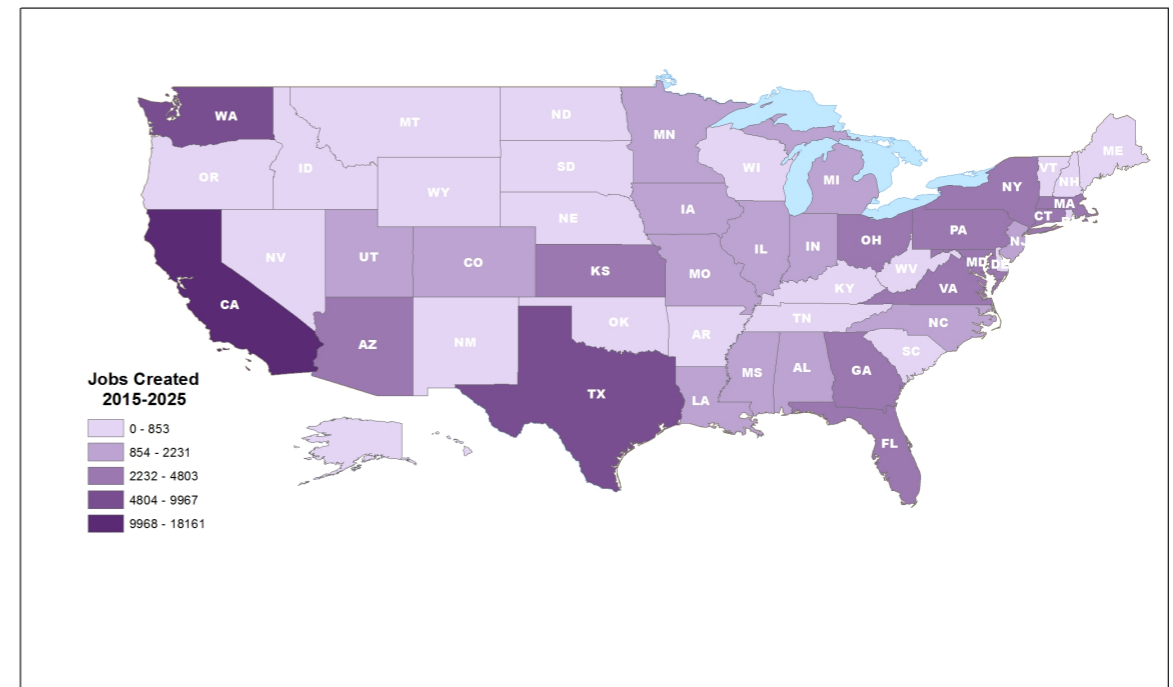 WA
MT
ND
MN
ME
OR
ID
SD
WI
VT
NH
WY
MI
NY
MA
CT
RI
NE
IA
PA
NV
UT
CO
IL
IN
OH
NJ
KS
MO
WV
MD
DE
VA
CA
KY
OK
TN
NC
AZ
NM
AR
SC
MS
AL
GA
TX
LA
FL
Jobs Created
2015-2025
0 - 853
854 - 2231
2232 - 4803
4804 - 9967
9968 - 18161